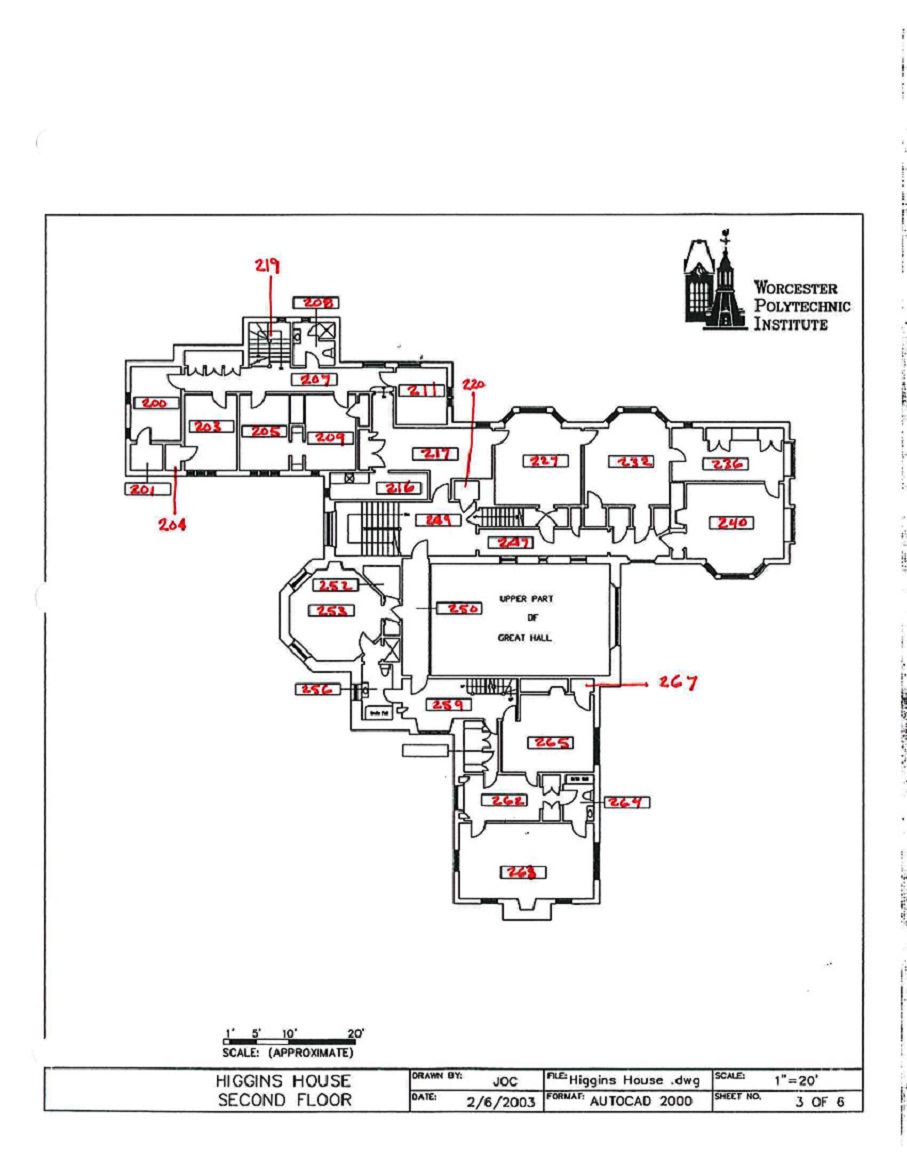 WORCESTER
POLYTECHNIC
INSTITUTE
219
208
207
200
211
220
203
205
209
217
227
232
236
201
216
204
249
240
247
252
253
250
UPPER PART
OF
GREAT HALL
256
267
259
265
262
264
263
1' 5' 10' 20'
SCALE: (APPROXIMATE)
HIGGINS HOUSE
SECOND FLOOR
DRAWN BY: JOC
FILE: Higgins House .dwg
SCALE: 1"=20'
DATE: 2/6/2003
FORMAT: AUTOCAD 2000
SHEET NO. 3 OF 6